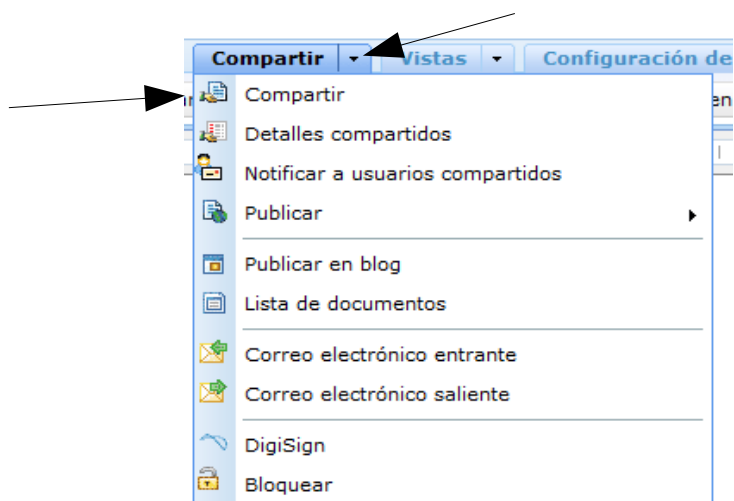 Compartir Vistas Configuración de
Compartir
Detalles compartidos
Notificar a usuarios compartidos
Publicar
Publicar en blog
Lista de documentos
Correo electrónico entrante
Correo electrónico saliente
DigiSign
Bloquear